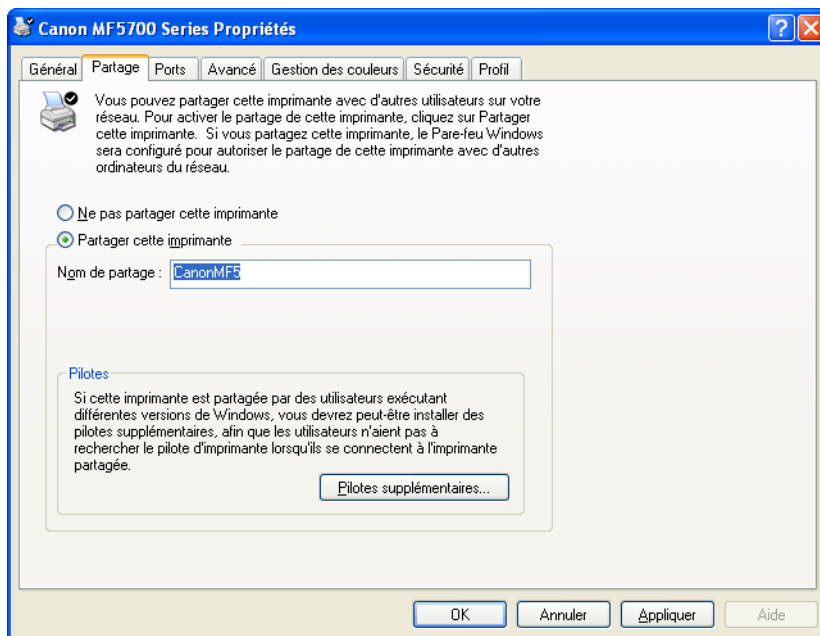 Canon MF5700 Series Propriétés
Général Partage Ports Avancé Gestion des couleurs Sécurité Profil
Vous pouvez partager cette imprimante avec d'autres utilisateurs sur votre
réseau. Pour activer le partage de cette imprimante, cliquez sur Partager
cette imprimante. Si vous partagez cette imprimante, le Pare-feu Windows
sera configuré pour autoriser le partage de cette imprimante avec d'autres
ordinateurs du réseau.
Ne pas partager cette imprimante
Partager cette imprimante
Nom de partage : CanonMF5
Pilotes
Si cette imprimante est partagée par des utilisateurs exécutant
différentes versions de Windows, vous devrez peut-être installer des
pilotes supplémentaires, afin que les utilisateurs n'aient pas à
rechercher le pilote d'imprimante lorsqu'ils se connectent à l'imprimante
partagée.
Pilotes supplémentaires...
OK Annuler Appliquer Aide